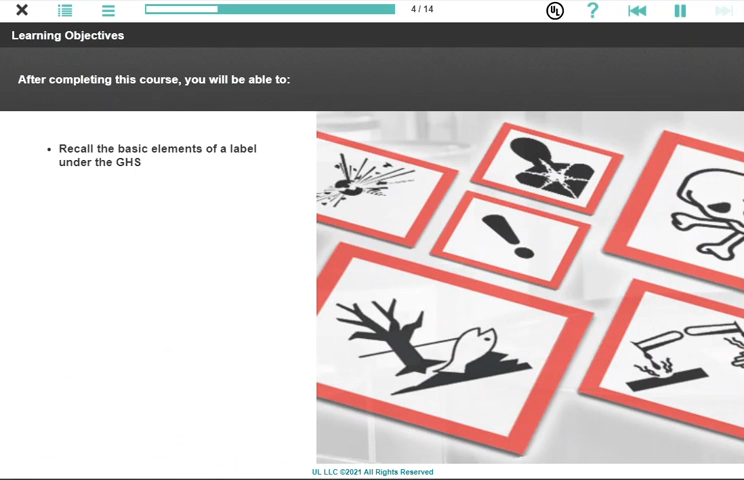 4 / 14
UL
?
Learning Objectives
After completing this course, you will be able to:
• Recall the basic elements of a label
under the GHS
UL LLC ©2021 All Rights Reserved